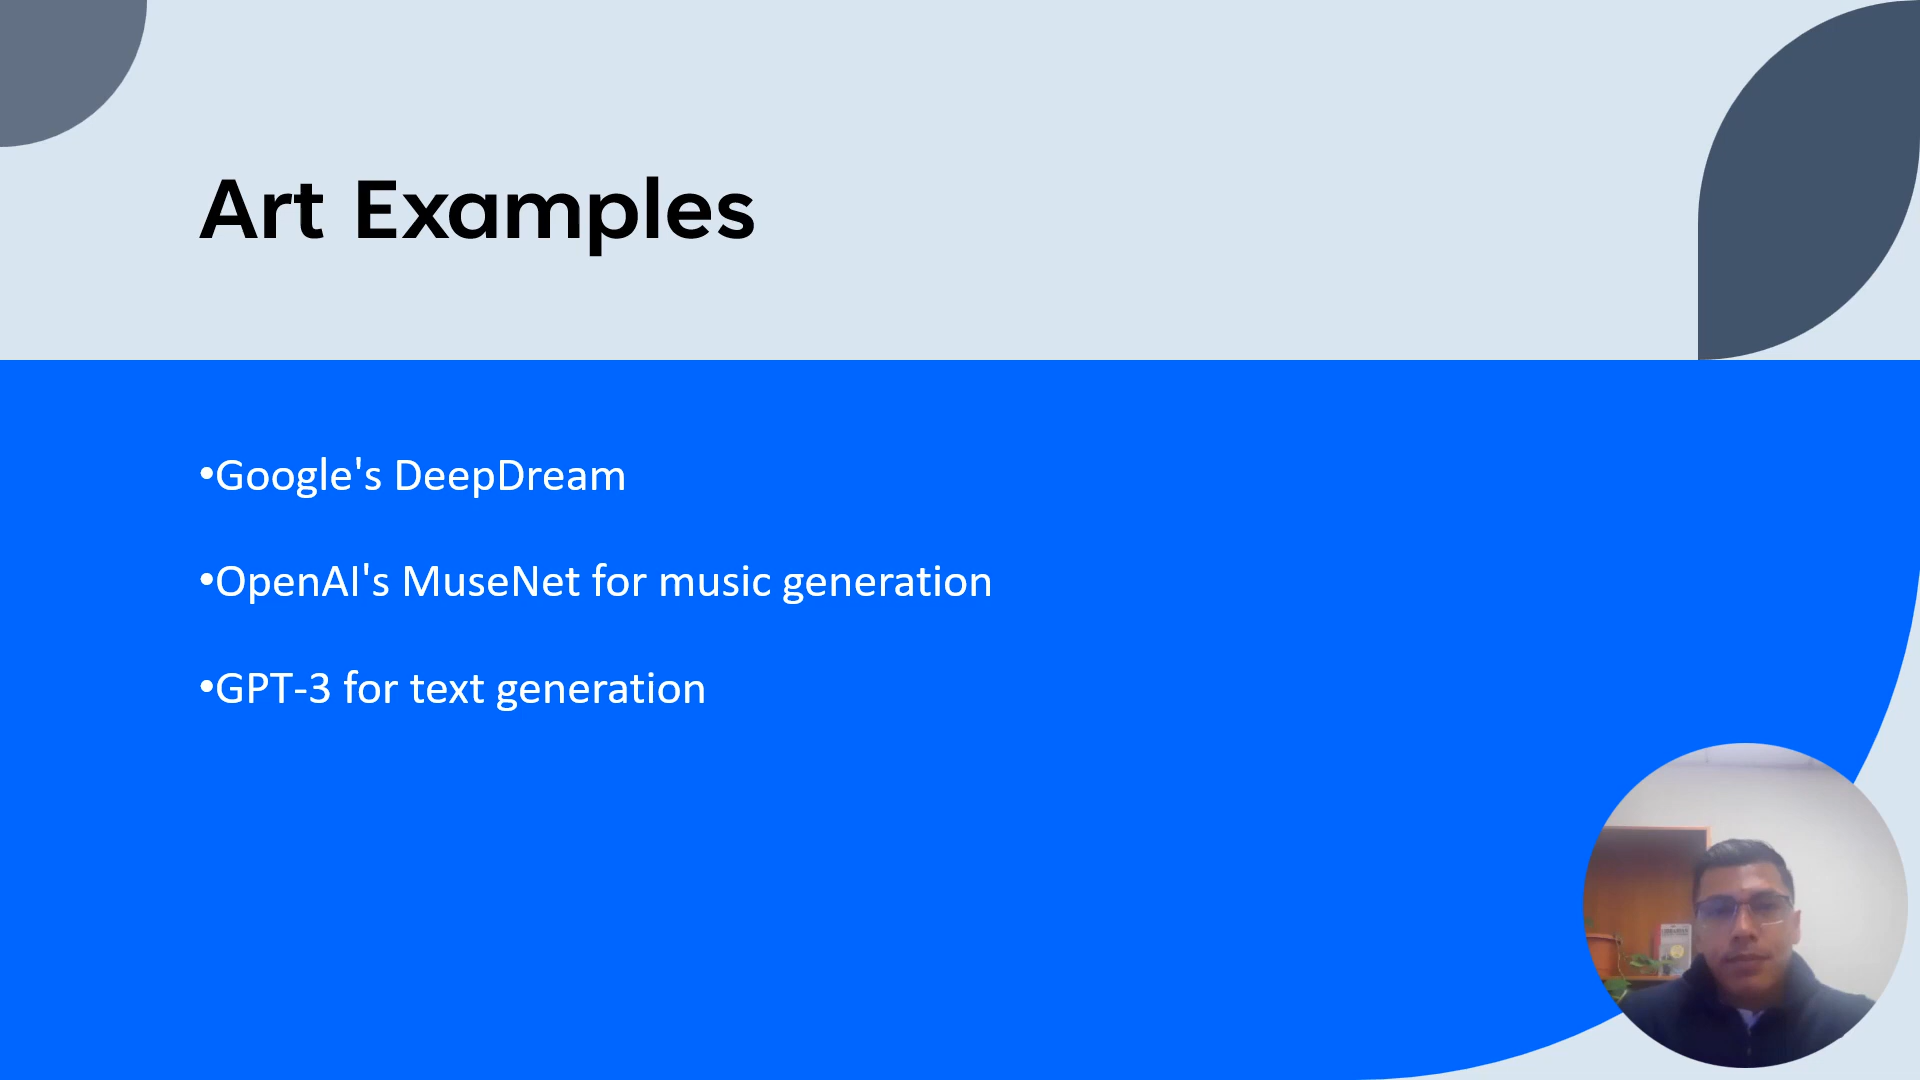 Art Examples
•Google's DeepDream
•OpenAI's MuseNet for music generation
•GPT-3 for text generation